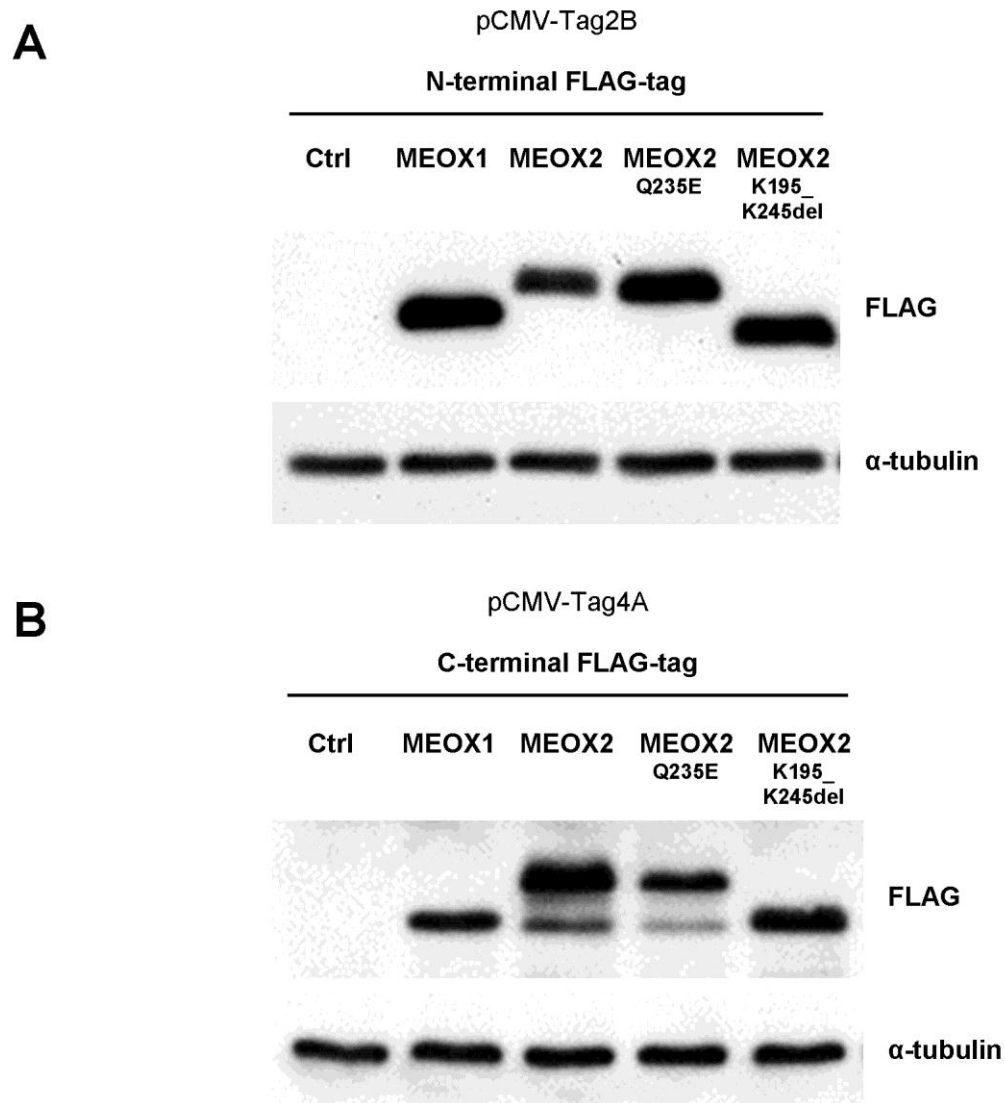 A
pCMV-Tag2B
N-terminal FLAG-tag
Ctrl MEOX1 MEOX2 MEOX2 MEOX2
Q235E K195_
K245del
FLAG
α-tubulin
B
pCMV-Tag4A
C-terminal FLAG-tag
Ctrl MEOX1 MEOX2 MEOX2 MEOX2
Q235E K195_
K245del
FLAG
α-tubulin